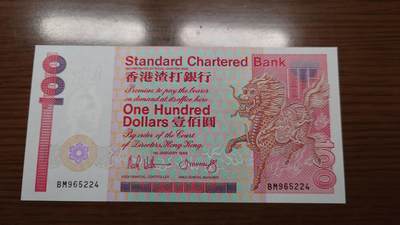 100
Standard Chartered Bank
香港渣打銀行
Promise to pay the bearer
on demand at its office here
One Hundred
Dollars 壹佰圓
By order of the Court
of Directors, Hong Kong.
BM965224
BM965224
100